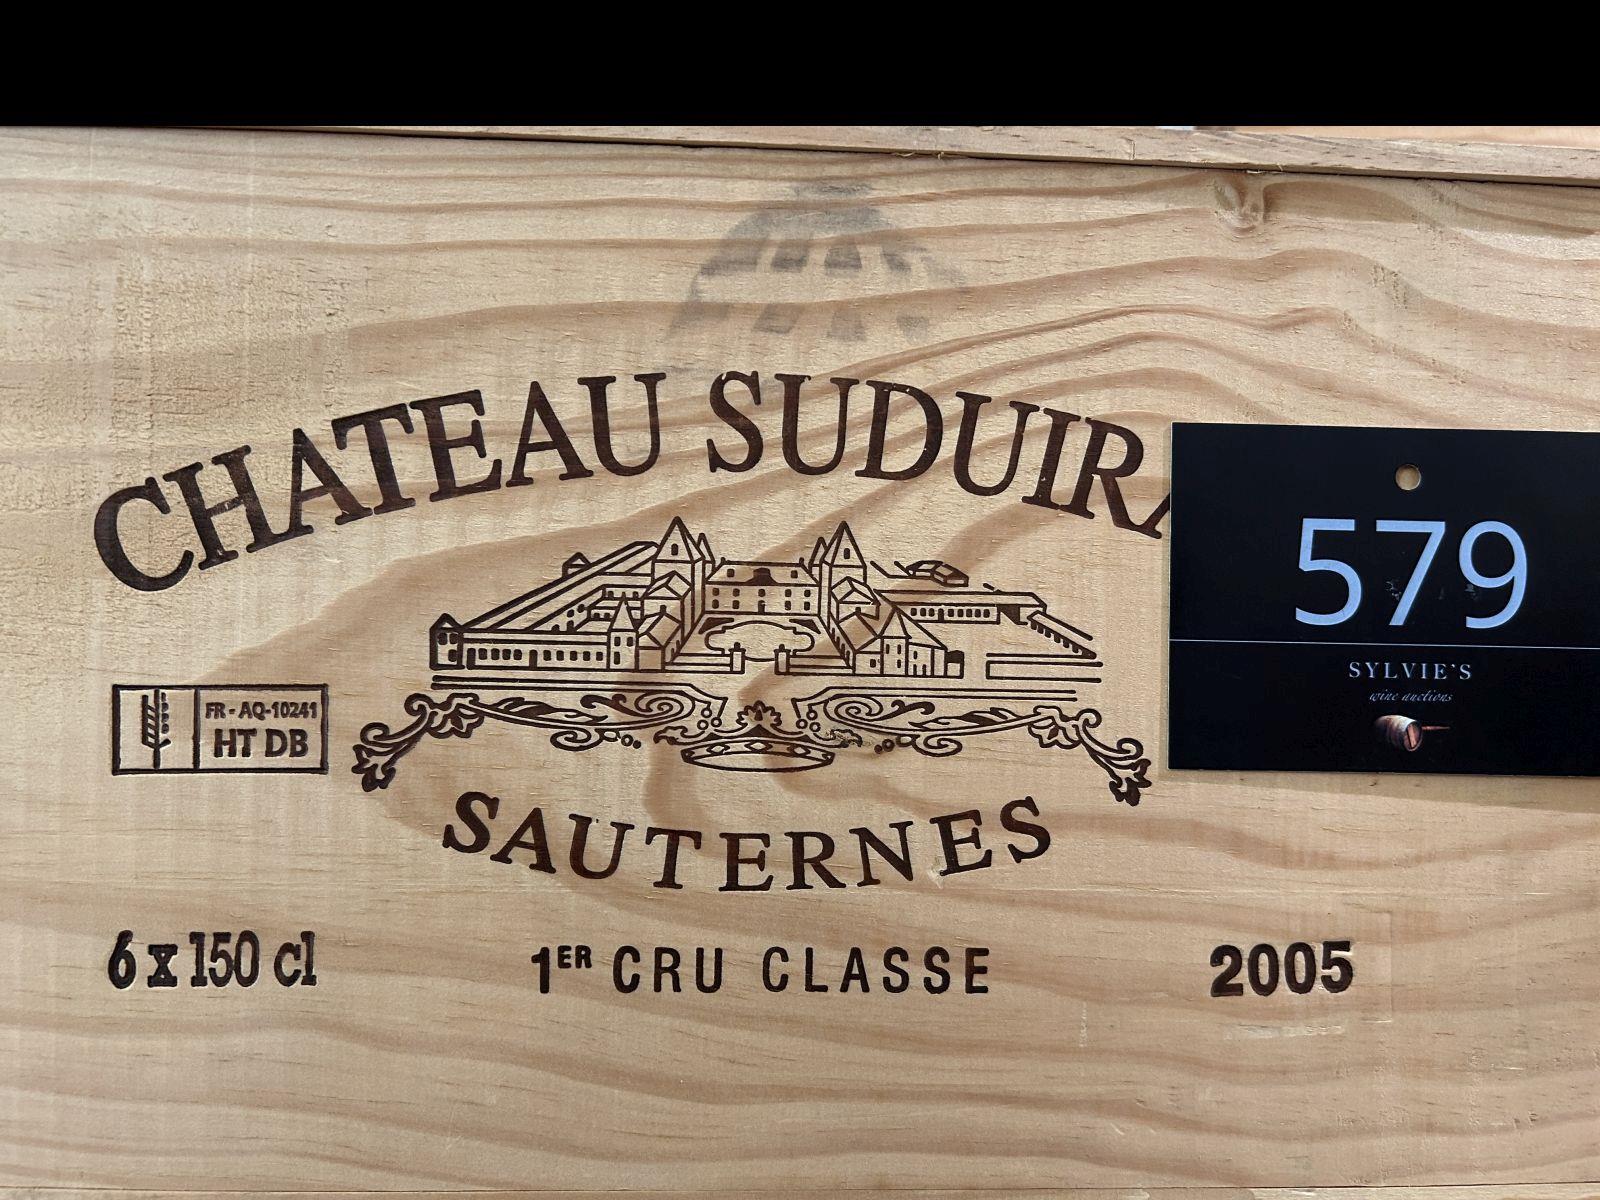 CHATEAU SUDUIRA
579
SYLVIE'S
wine auctions
FR - AQ-10241
HT DB
SAUTERNES
6 x 150 cl
1ER CRU CLASSE
2005